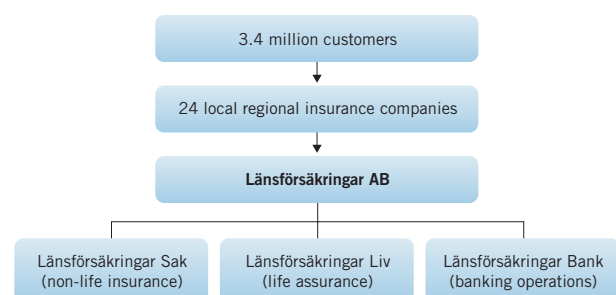 3.4 million customers
24 local regional insurance companies
Länsförsäkringar AB
Länsförsäkringar Sak
(non-life insurance)
Länsförsäkringar Liv
(life assurance)
Länsförsäkringar Bank
(banking operations)